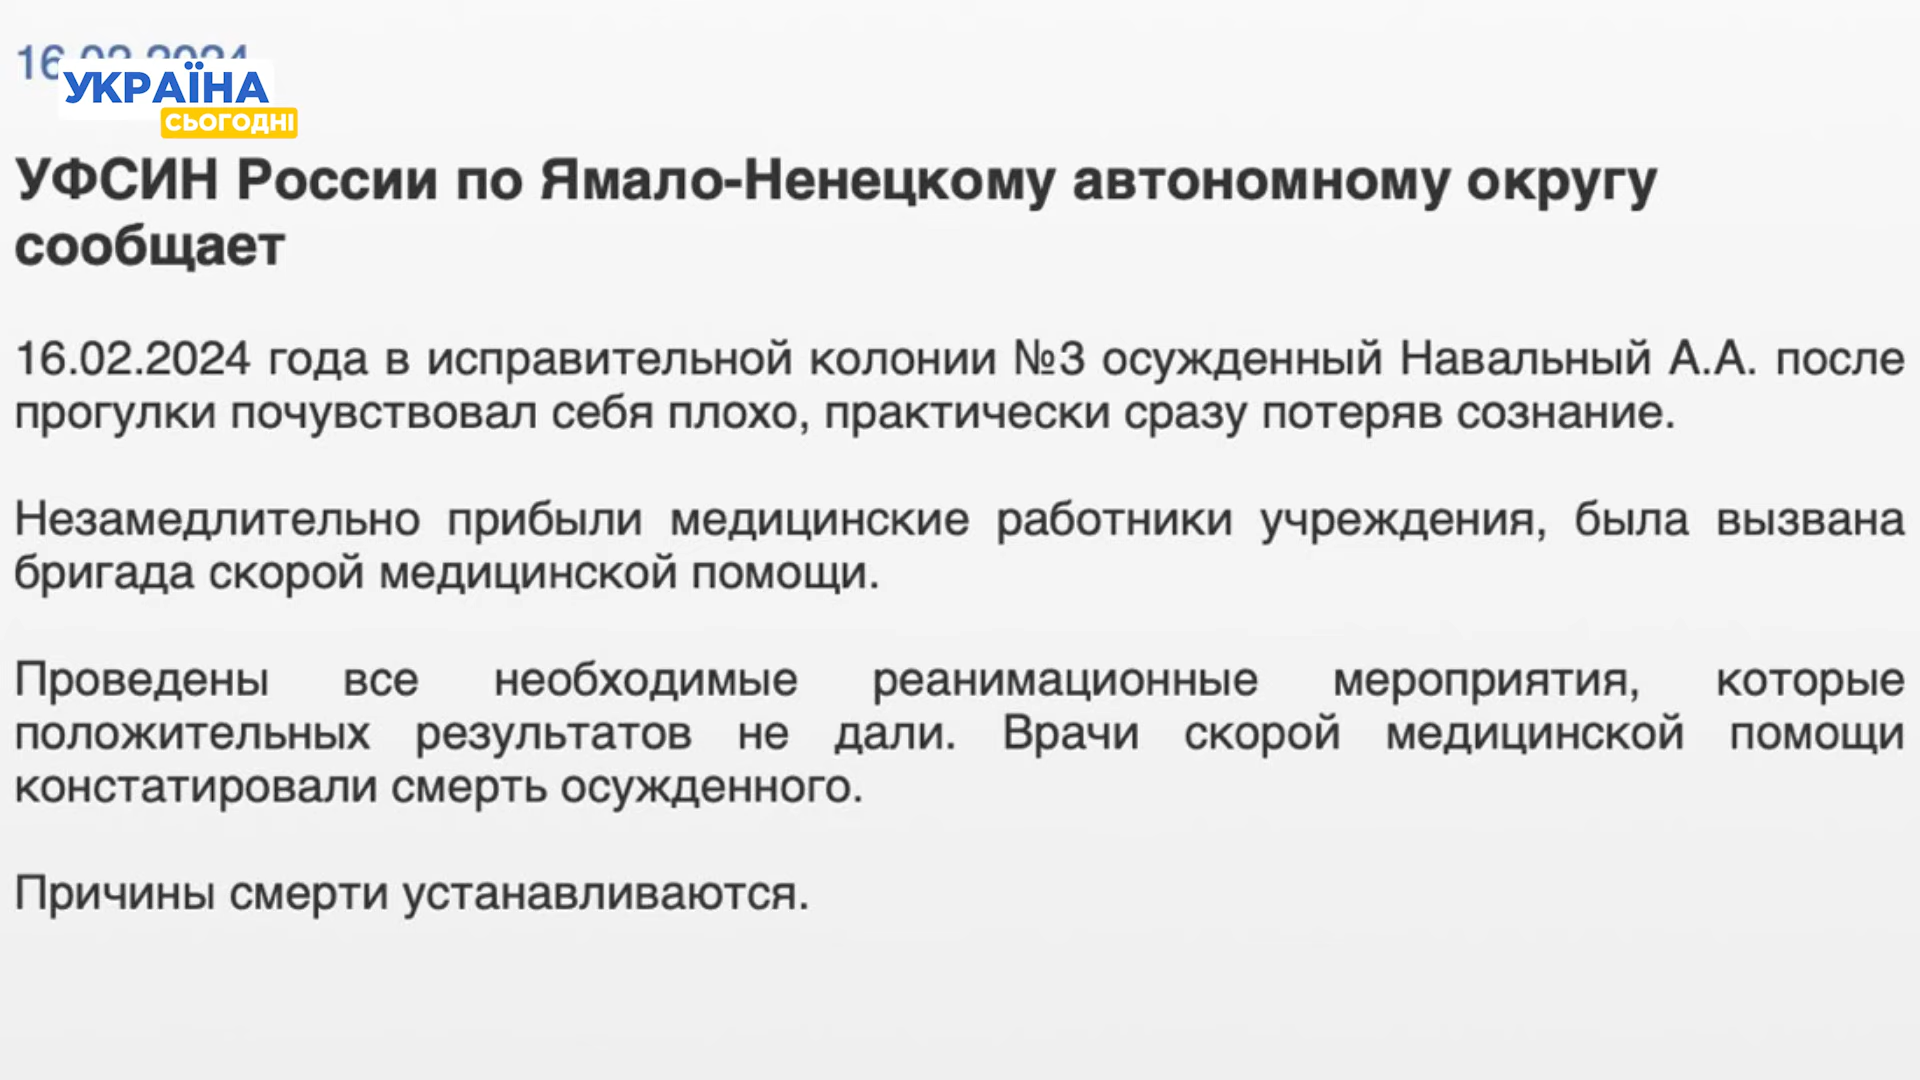 16.02.2024
УКРАЇНА
СЬОГОДНІ
УФСИН России по Ямало-Ненецкому автономному округу
сообщает
16.02.2024 года в исправительной колонии №3 осужденный Навальный А.А. после
прогулки почувствовал себя плохо, практически сразу потеряв сознание.
Незамедлительно прибыли медицинские работники учреждения, была вызвана
бригада скорой медицинской помощи.
Проведены все необходимые реанимационные мероприятия, которые
положительных результатов не дали. Врачи скорой медицинской помощи
констатировали смерть осужденного.
Причины смерти устанавливаются.